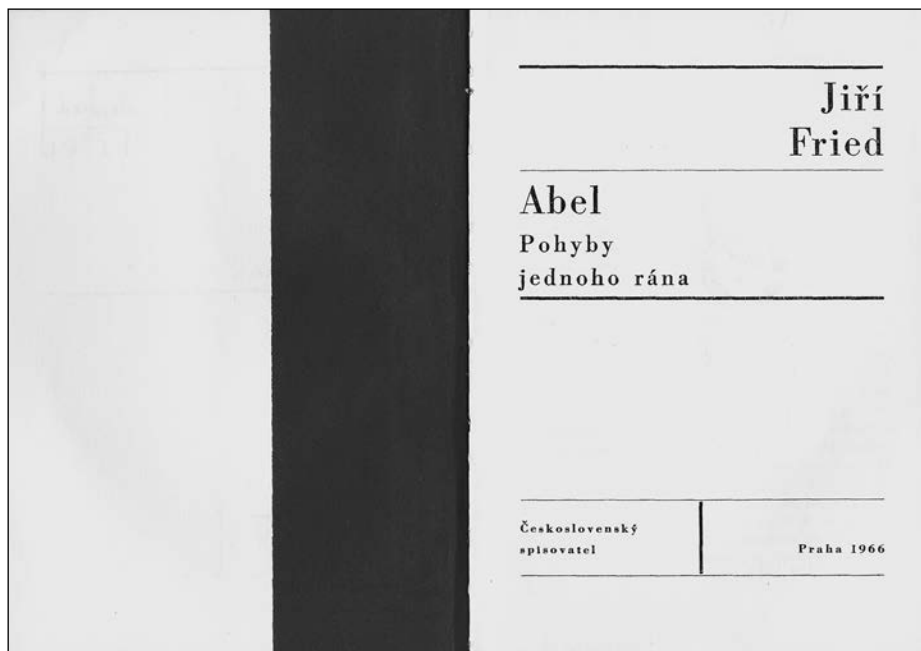 Jiří
Fried
Abel
Pohyby
jednoho rána
Československý
spisovatel
Praha 1966